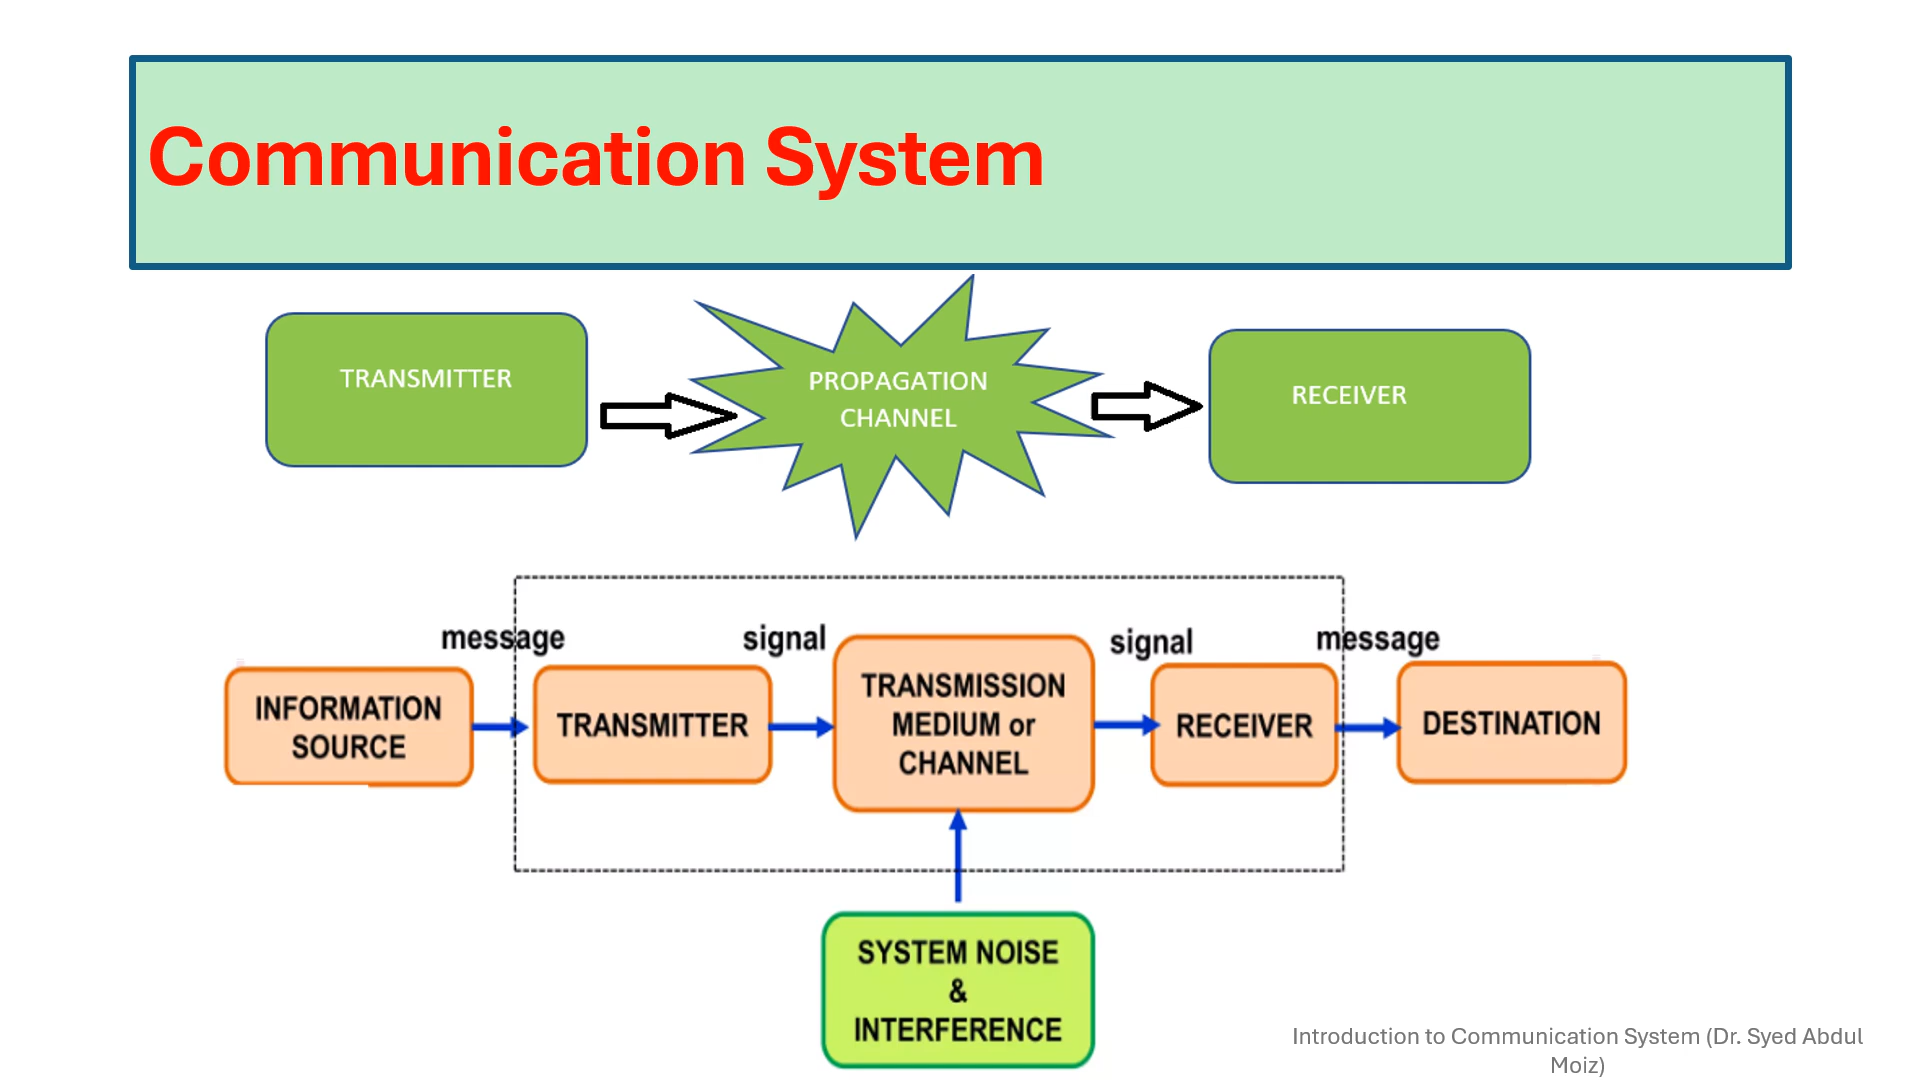 Communication System
TRANSMITTER
PROPAGATION
CHANNEL
RECEIVER
message
signal
signal
message
INFORMATION
SOURCE
TRANSMITTER
TRANSMISSION
MEDIUM or
CHANNEL
RECEIVER
DESTINATION
SYSTEM NOISE
&
INTERFERENCE
Introduction to Communication System (Dr. Syed Abdul
Moiz)